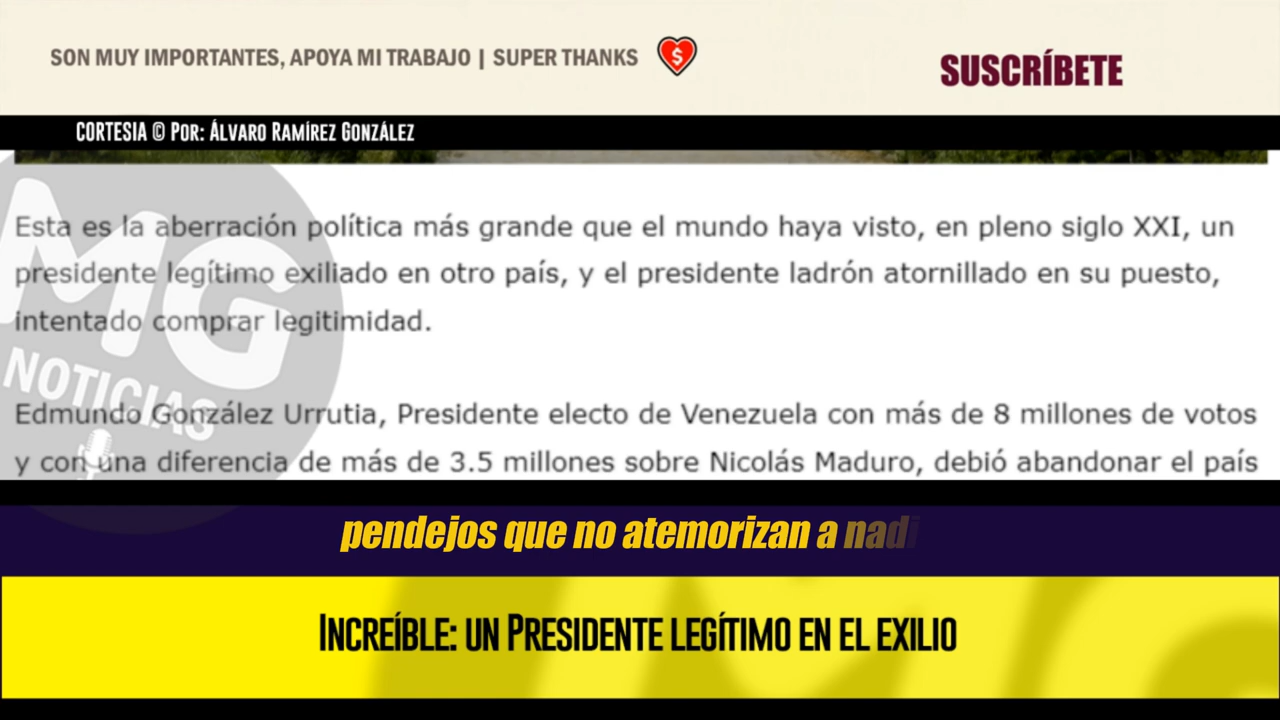 SON MUY IMPORTANTES, APOYA MI TRABAJO | SUPER THANKS $
SUSCRÍBETE
CORTESIA © Por: Álvaro Ramírez González
Esta es la aberración política más grande que el mundo haya visto, en pleno siglo XXI, un
presidente legítimo exiliado en otro país, y el presidente ladrón atornillado en su puesto,
intentado comprar legitimidad.
MG
NOTICIAS
Edmundo González Urrutia, Presidente electo de Venezuela con más de 8 millones de votos
y con una diferencia de más de 3.5 millones sobre Nicolás Maduro, debió abandonar el país
pendejos que no atemorizan a nadi
Increíble: un Presidente legítimo en el exilio